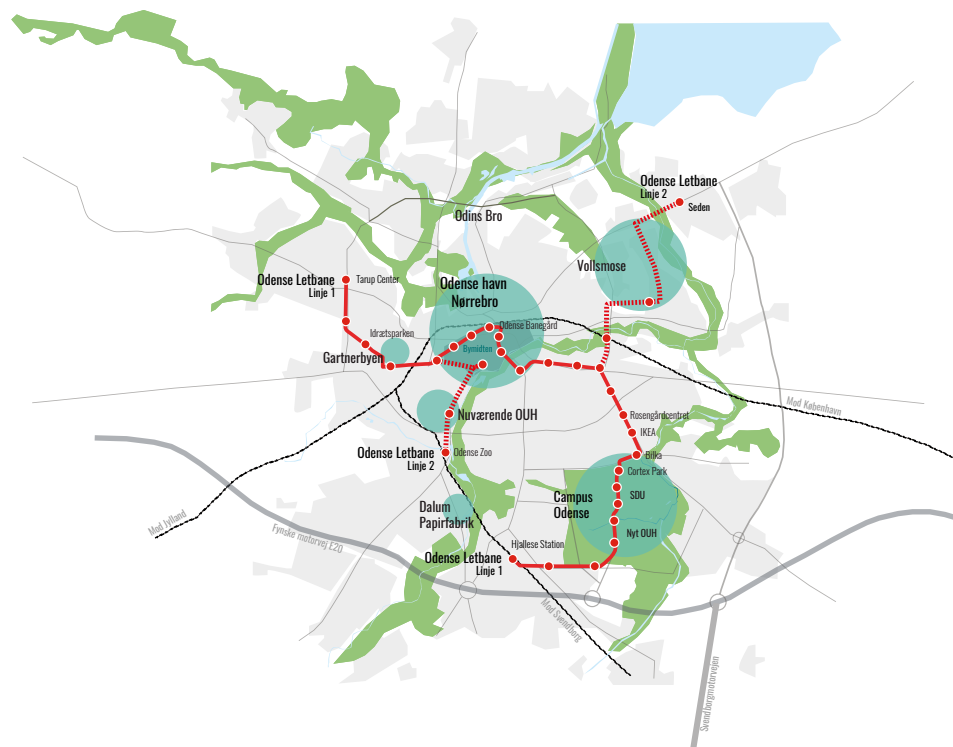 Odense Letbane
Linje 2
Seden
Odins Bro
Vollsmose
Odense Letbane
Linje 1
Tarup Center
Odense havn
Nørrebro
Idrætsparken
Odense Banegård
Gartnerbyen
Bymidten
Mod København
Nuværende OUH
Rosengårdcentret
IKEA
Odense Letbane
Linje 2
Odense Zoo
Bilka
Cortex Park
Campus
Odense
SDU
Dalum
Papirfabrik
Mod Jylland
Fynske motorvej E20
Nyt OUH
Hjallese Station
Odense Letbane
Linje 1
Mod Svendborg
Svendborgmotorvejen